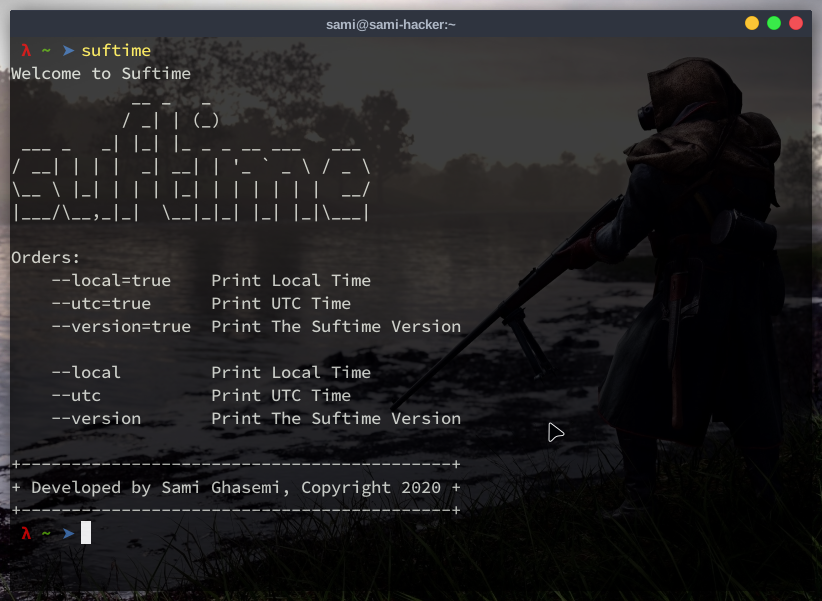 sami@sami-hacker:~
λ ~ ➤ suftime
Welcome to Suftime
            __ _   _
           / _| | (_)
 ___ _   _| |_| |_ _ _ __ ___   ___
/ __| | | |  _| __| | '_ ` _ \ / _ \
\__ \ |_| | | | |_| | | | | | |  __/
|___/\__,_|_|  \__|_|_| |_| |_|\___|
Orders:
    --local=true    Print Local Time
    --utc=true      Print UTC Time
    --version=true  Print The Suftime Version
    --local         Print Local Time
    --utc           Print UTC Time
    --version       Print The Suftime Version
+-------------------------------------------+
+ Developed by Sami Ghasemi, Copyright 2020 +
+-------------------------------------------+
λ ~ ➤